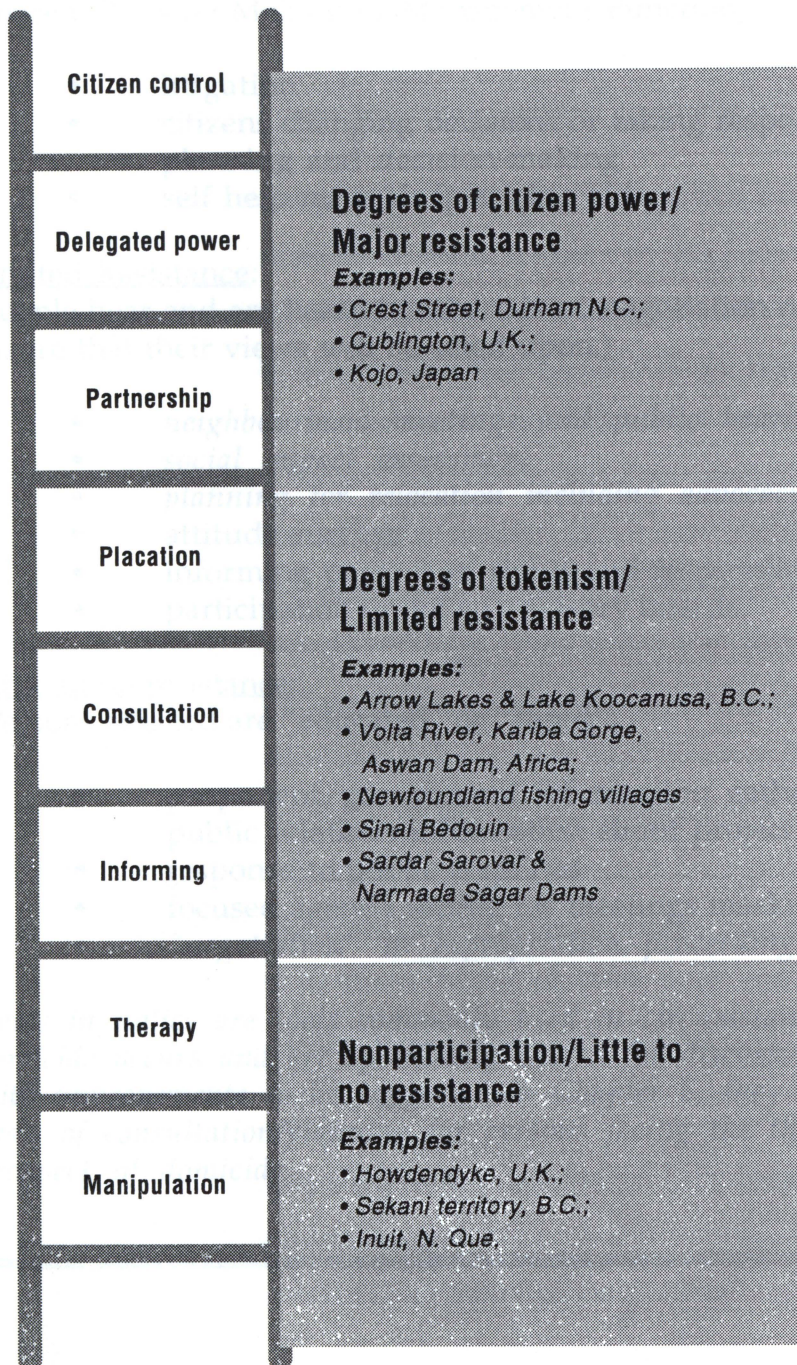 Citizen control
Delegated power
Partnership
Placation
Consultation
Informing
Therapy
Manipulation
Degrees of citizen power/
Major resistance
Examples:
• Crest Street, Durham N.C.;
• Cublington, U.K.;
• Kojo, Japan
Degrees of tokenism/
Limited resistance
Examples:
• Arrow Lakes & Lake Koocanusa, B.C.;
• Volta River, Kariba Gorge,
Aswan Dam, Africa;
• Newfoundland fishing villages
• Sinai Bedouin
• Sardar Sarovar &
Narmada Sagar Dams
Nonparticipation/Little to
no resistance
Examples:
• Howdendyke, U.K.;
• Sekani territory, B.C.;
• Inuit, N. Que,